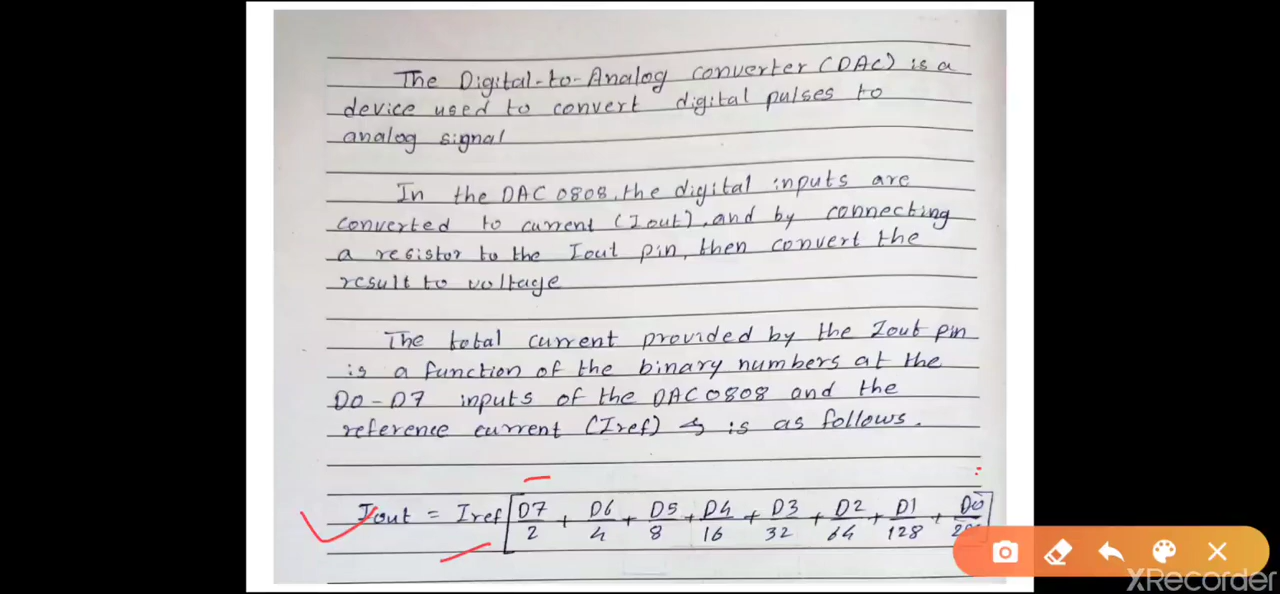 The Digital-to-Analog converter (DAC) is a
device used to convert digital pulses to
analog signal
In the DAC 0808, the digital inputs are
converted to current (Iout), and by connecting
a resistor to the Iout pin, then convert the
result to voltage
The total current provided by the Iout pin
is a function of the binary numbers at the
D0-D7 inputs of the DAC0808 and the
reference current (Iref) is as follows.
Iout = Iref [D7/2 + D6/4 + D5/8 + D4/16 + D3/32 + D2/64 + D1/128 + D0/
XRecorder